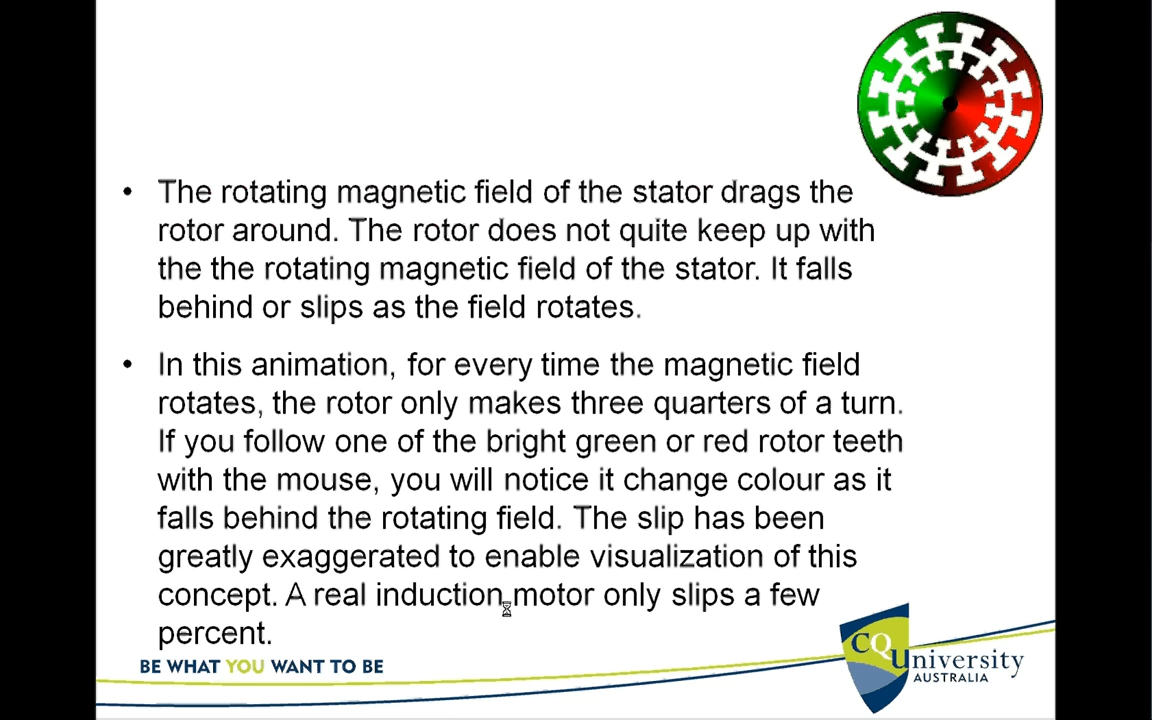 • The rotating magnetic field of the stator drags the
rotor around. The rotor does not quite keep up with
the the rotating magnetic field of the stator. It falls
behind or slips as the field rotates.
• In this animation, for every time the magnetic field
rotates, the rotor only makes three quarters of a turn.
If you follow one of the bright green or red rotor teeth
with the mouse, you will notice it change colour as it
falls behind the rotating field. The slip has been
greatly exaggerated to enable visualization of this
concept. A real induction motor only slips a few
percent.
BE WHAT YOU WANT TO BE
CQUniversity
AUSTRALIA